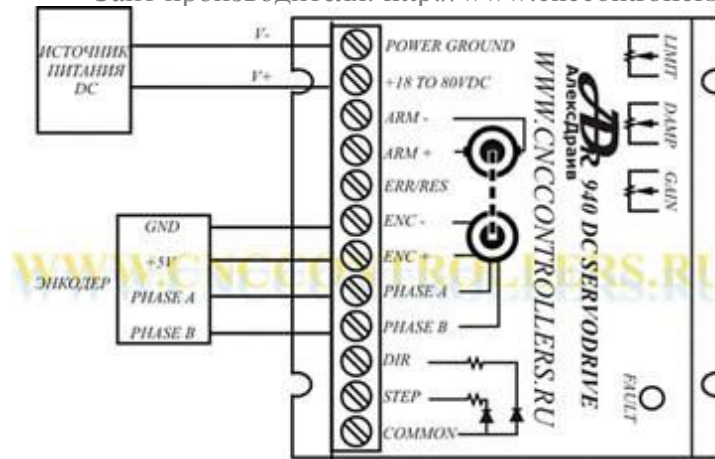 ИСТОЧНИК
ПИТАНИЯ
DC
V-
V+
POWER GROUND
+18 TO 80VDC
ARM -
ARM +
ERR/RES
ENC -
ENC +
PHASE A
PHASE B
DIR
STEP
COMMON
ЭНКОДЕР
GND
+5V
PHASE A
PHASE B
LIMIT
DAMP
GAIN
АлексДраив
940 DC SERVODRIVE
WWW.CNCCONTROLLERS.RU
FAULT
WWW.CNCCONTROLLERS.RU